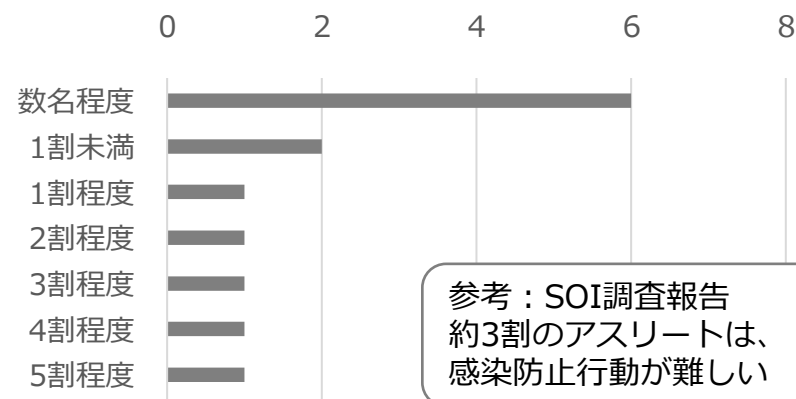 0 2 4 6 8
数名程度
1割未満
1割程度
2割程度
3割程度
4割程度
5割程度
参考：SOI調査報告
約3割のアスリートは、
感染防止行動が難しい